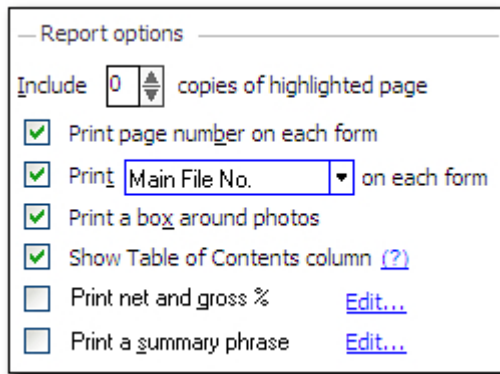 Report options
Include 0 copies of highlighted page
Print page number on each form
Print Main File No. on each form
Print a box around photos
Show Table of Contents column (?)
Print net and gross % Edit...
Print a summary phrase Edit...